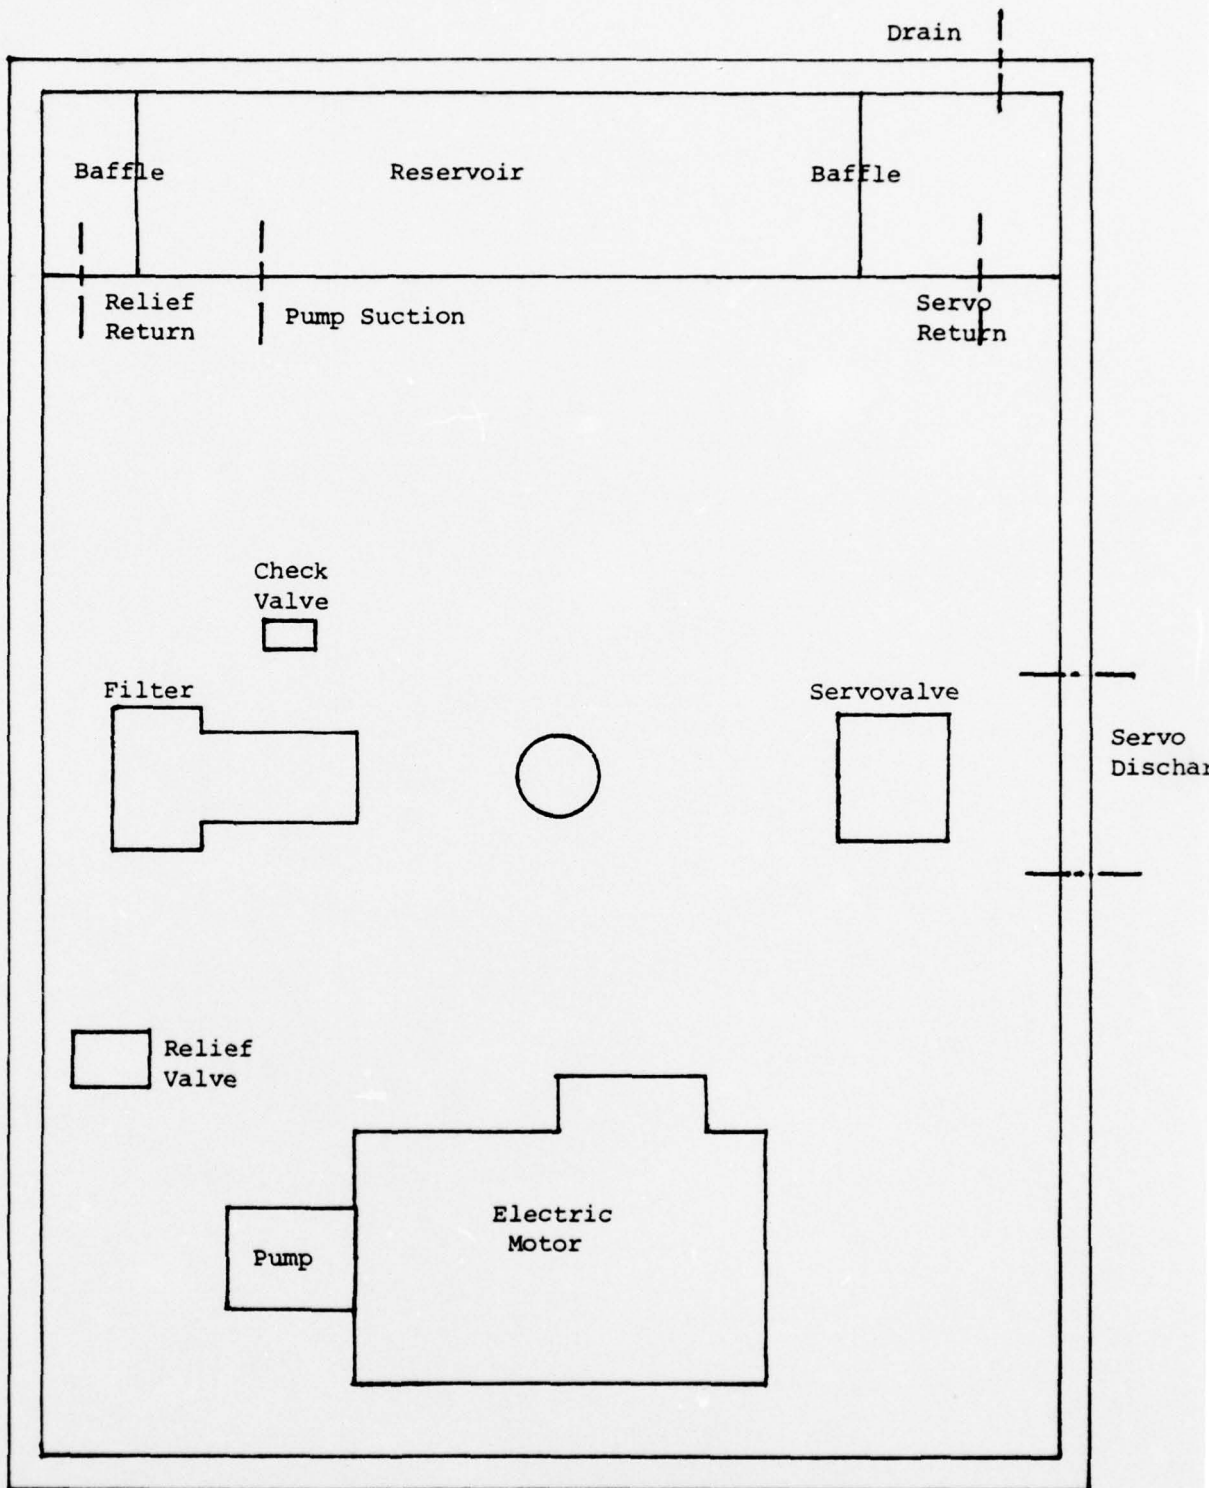 Drain
Baffle
Reservoir
Baffle
Relief
Return
Pump Suction
Servo
Return
Check
Valve
Filter
Servovalve
Servo
Dischar
Relief
Valve
Electric
Motor
Pump